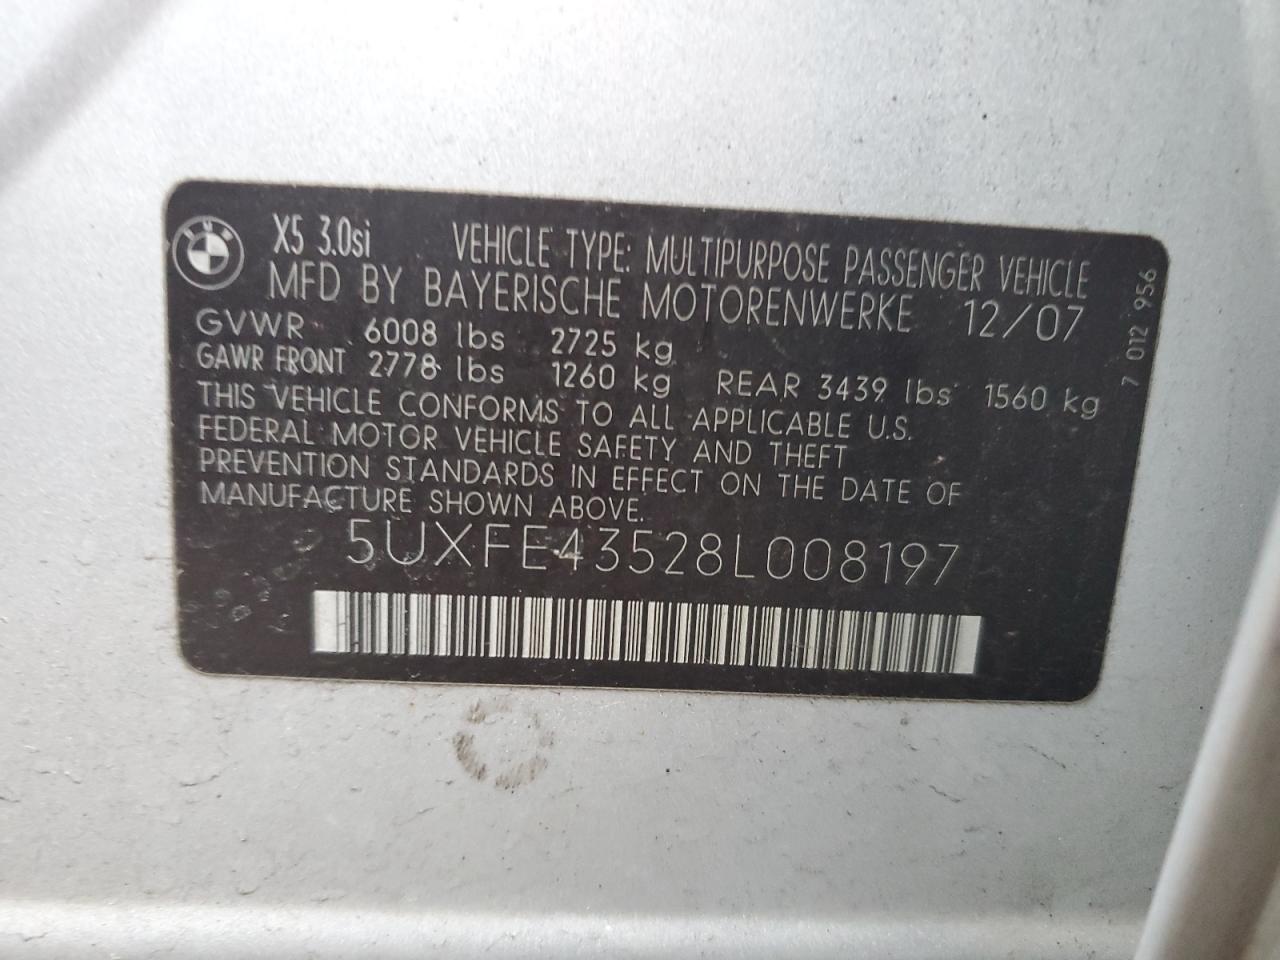 BMW X5 3.0si VEHICLE TYPE: MULTIPURPOSE PASSENGER VEHICLE
MFD BY BAYERISCHE MOTORENWERKE 12/07
GVWR 6008 lbs 2725 kg
GAWR FRONT 2778 lbs 1260 kg REAR 3439 lbs 1560 kg
THIS VEHICLE CONFORMS TO ALL APPLICABLE U.S.
FEDERAL MOTOR VEHICLE SAFETY AND THEFT
PREVENTION STANDARDS IN EFFECT ON THE DATE OF
MANUFACTURE SHOWN ABOVE.
5UXFE43528L008197
7 012 956